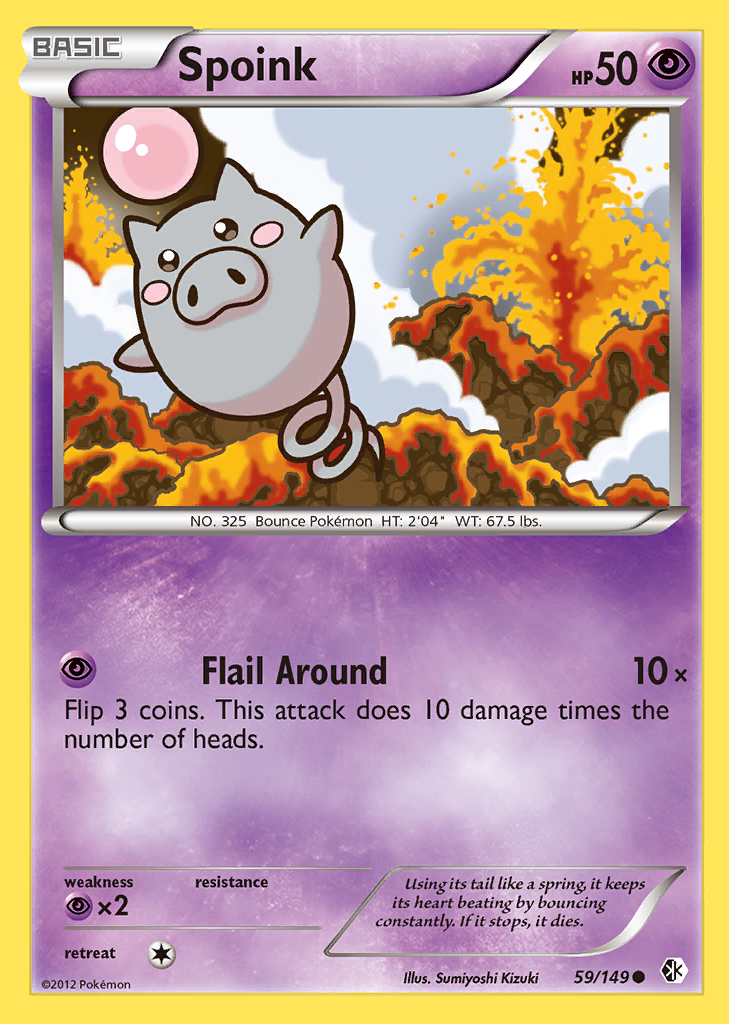 BASIC
Spoink
HP 50
NO. 325 Bounce Pokémon HT: 2'04" WT: 67.5 lbs.
Flail Around
10×
Flip 3 coins. This attack does 10 damage times the
number of heads.
weakness
resistance
×2
Using its tail like a spring, it keeps
its heart beating by bouncing
constantly. If it stops, it dies.
retreat
©2012 Pokémon
Illus. Sumiyoshi Kizuki
59/149